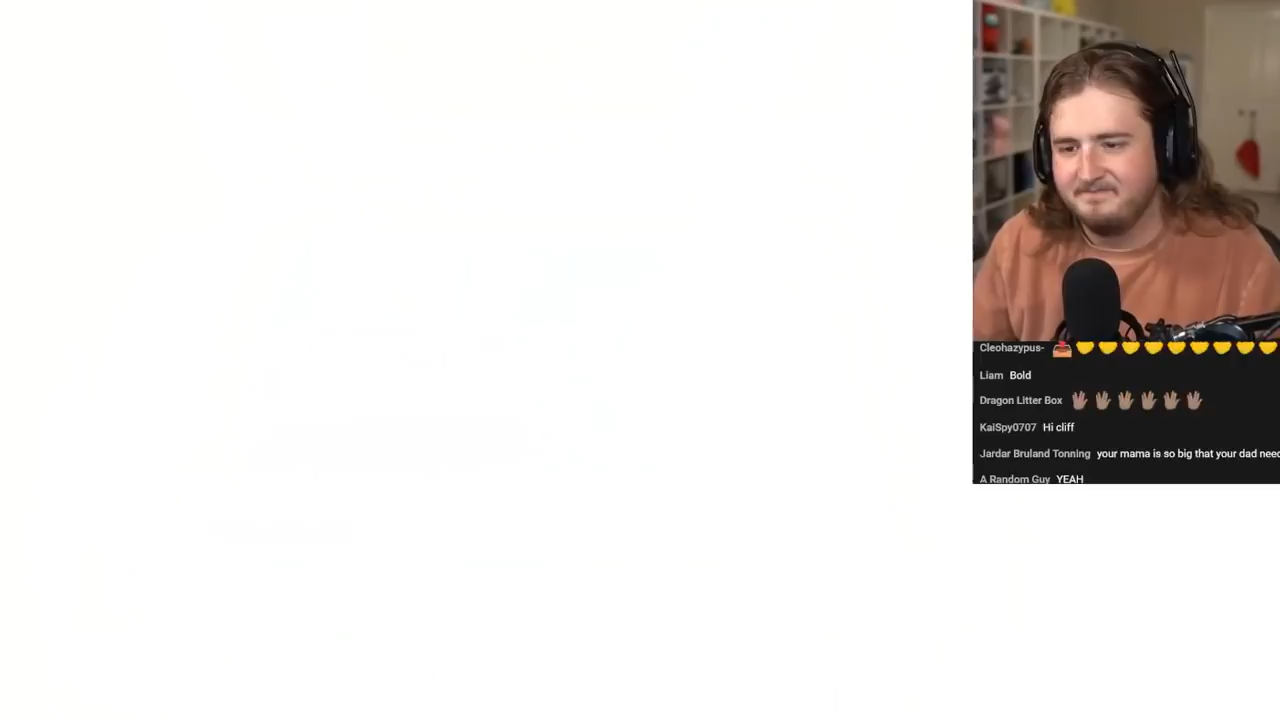 Cleohazypus-
Liam Bold
Dragon Litter Box
KaiSpy0707 Hi cliff
Jardar Bruland Tonning your mama is so big that your dad need
A Random Guy YEAH